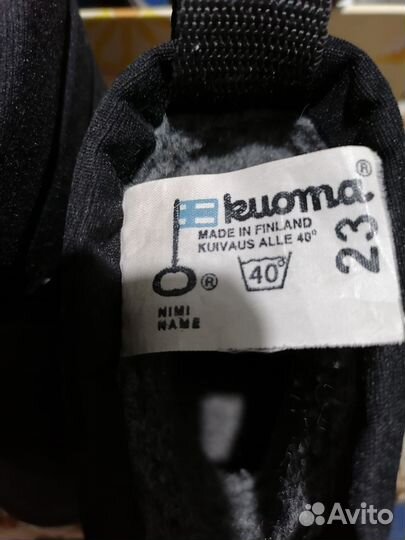 kuoma®
MADE IN FINLAND
KUIVAUS ALLE 40°
23
® 40°
NIMI
NAME
Avito